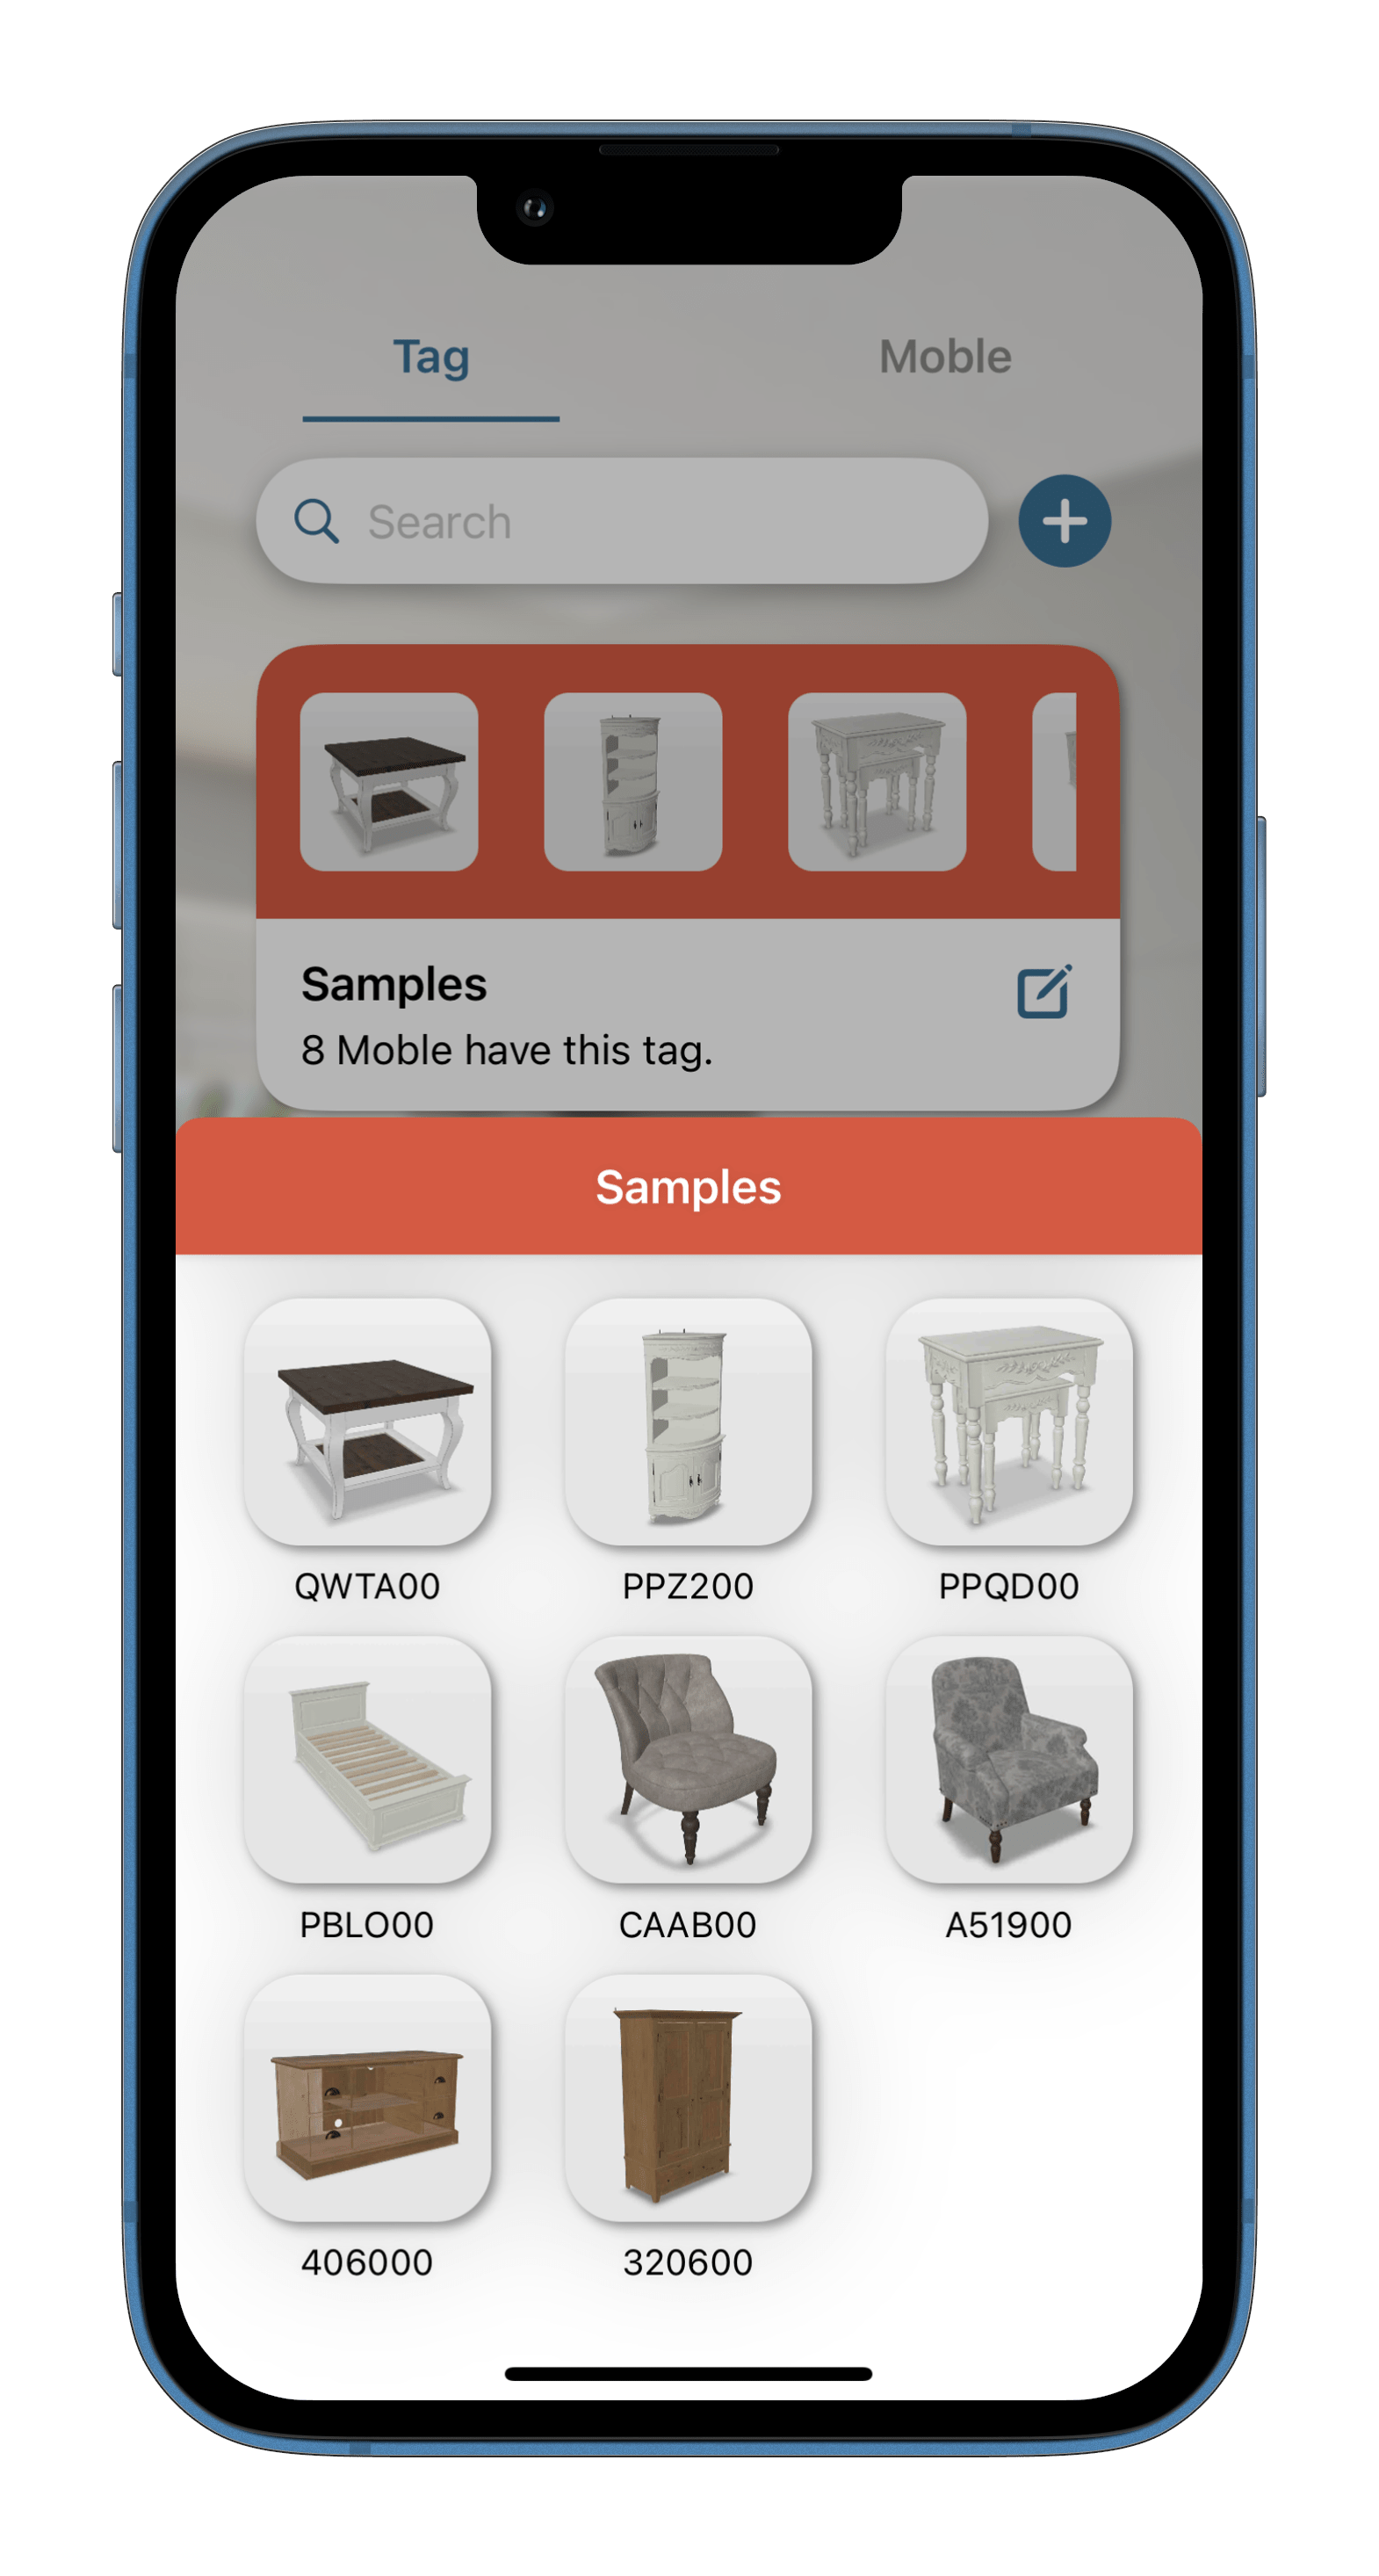 Tag
Moble
Search
Samples
8 Moble have this tag.
Samples
QWTA00
PPZ200
PPQD00
PBLO00
CAAB00
A51900
406000
320600